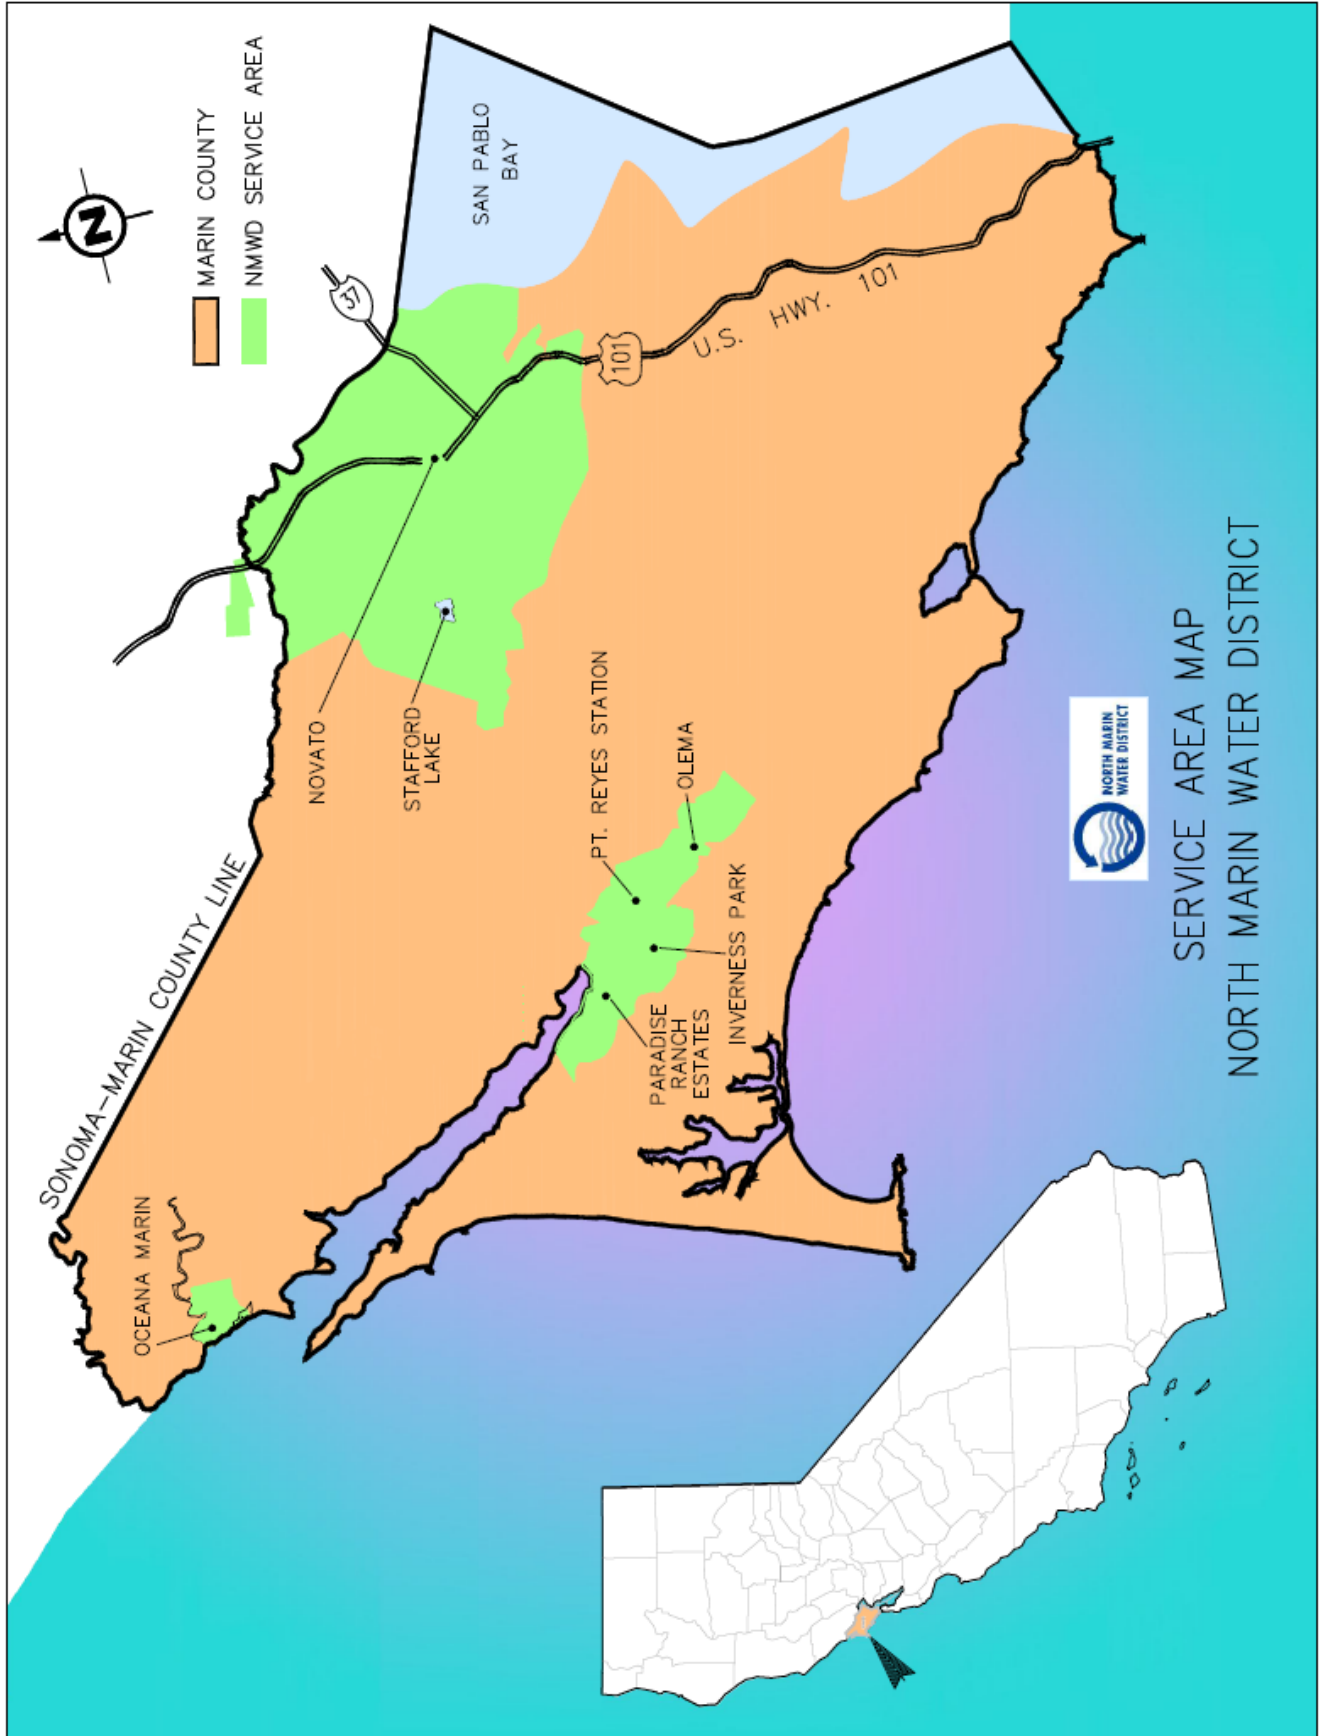 N
MARIN COUNTY
NMWD SERVICE AREA
SONOMA-MARIN COUNTY LINE
OCEANA MARIN
37
SAN PABLO
BAY
NOVATO
STAFFORD
LAKE
101
U.S. HWY. 101
PT. REYES STATION
OLEMA
PARADISE
RANCH
ESTATES
INVERNESS PARK
NORTH MARIN
WATER DISTRICT
SERVICE AREA MAP
NORTH MARIN WATER DISTRICT